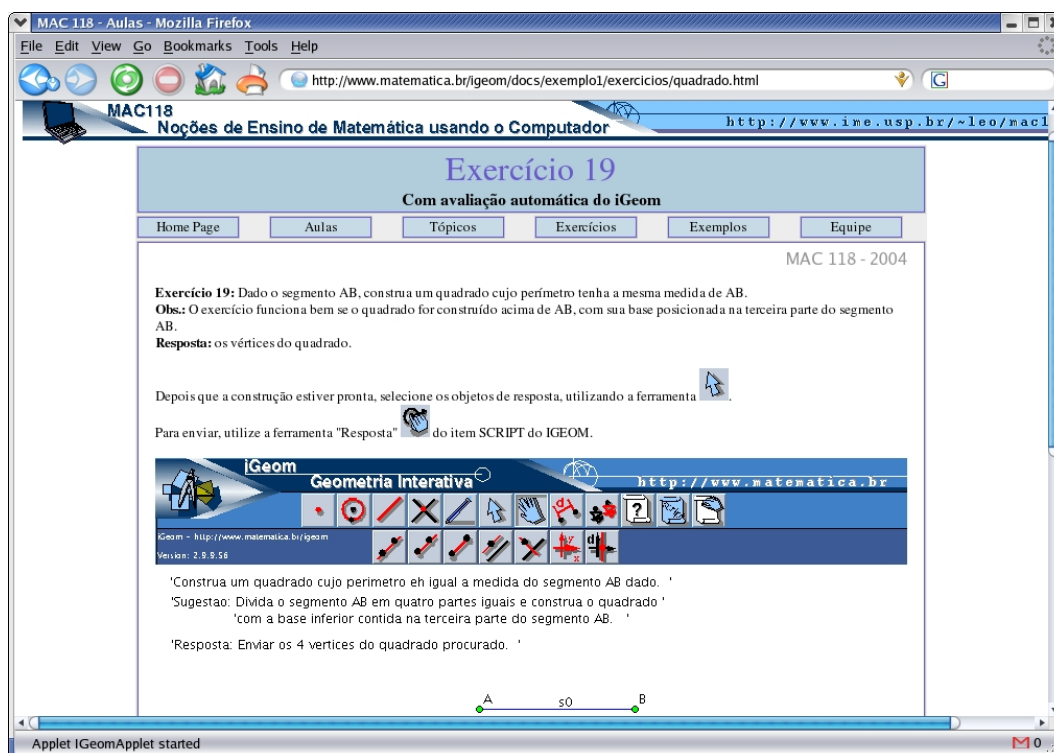 MAC 118 - Aulas - Mozilla Firefox
File Edit View Go Bookmarks Tools Help
http://www.matematica.br/igeom/docs/exemplo1/exercicios/quadrado.html
G
MAC118
Noções de Ensino de Matemática usando o Computador
http://www.ime.usp.br/~leo/mac1
Exercício 19
Com avaliação automática do iGeom
Home Page Aulas Tópicos Exercícios Exemplos Equipe
MAC 118 - 2004
Exercício 19: Dado o segmento AB, construa um quadrado cujo perímetro tenha a mesma medida de AB.
Obs.: O exercício funciona bem se o quadrado for construído acima de AB, com sua base posicionada na terceira parte do segmento
AB.
Resposta: os vértices do quadrado.
Depois que a construção estiver pronta, selecione os objetos de resposta, utilizando a ferramenta .
Para enviar, utilize a ferramenta "Resposta" do item SCRIPT do IGEOM.
iGeom
Geometria Interativa
http://www.matematica.br
iGeom - http://www.matematica.br/igeom
Version: 2.9.9.56
d ?
y x d
'Construa um quadrado cujo perimetro eh igual a medida do segmento AB dado. '
'Sugestao: Divida o segmento AB em quatro partes iguais e construa o quadrado '
'com a base inferior contida na terceira parte do segmento AB. '
'Resposta: Enviar os 4 vertices do quadrado procurado. '
A s0 B
Applet IGeomApplet started
0